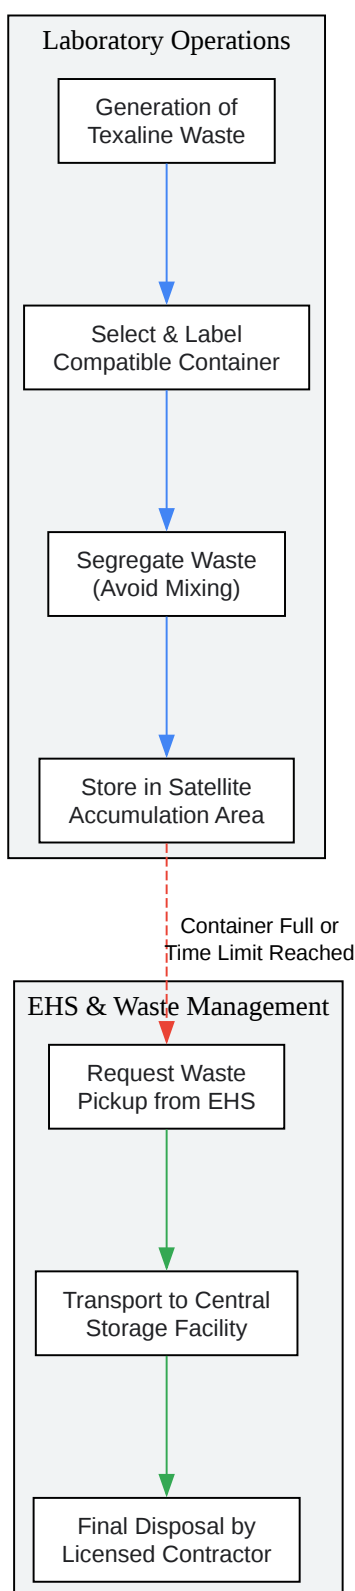 Laboratory Operations
Generation of
Texaline Waste
Select & Label
Compatible Container
Segregate Waste
(Avoid Mixing)
Store in Satellite
Accumulation Area
Container Full or
Time Limit Reached
EHS & Waste Management
Request Waste
Pickup from EHS
Transport to Central
Storage Facility
Final Disposal by
Licensed Contractor